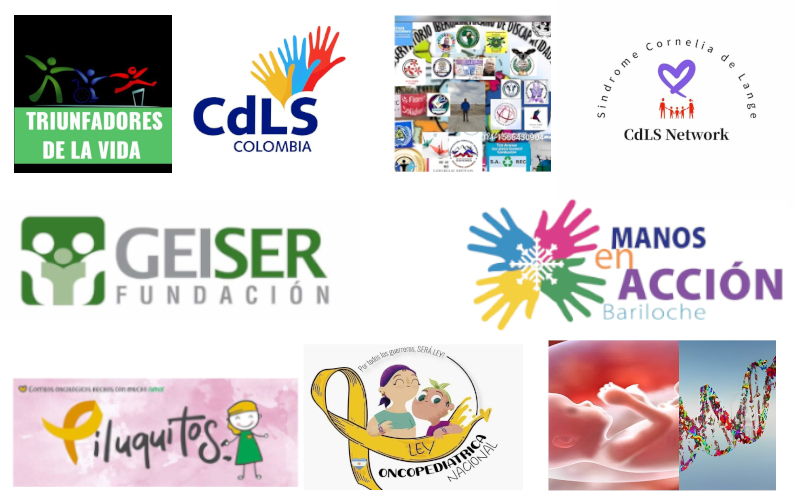 TRIUNFADORES
DE LA VIDA
CdLS
COLOMBIA
Sindrome Cornelia de Lange
CdLS Network
GEISER
FUNDACIÓN
MANOS
en
ACCIÓN
Bariloche
Piluquitos
Por todos los guerreros, SERÁ LEY!
LEY
ONCOPEDIATRICA
NACIONAL